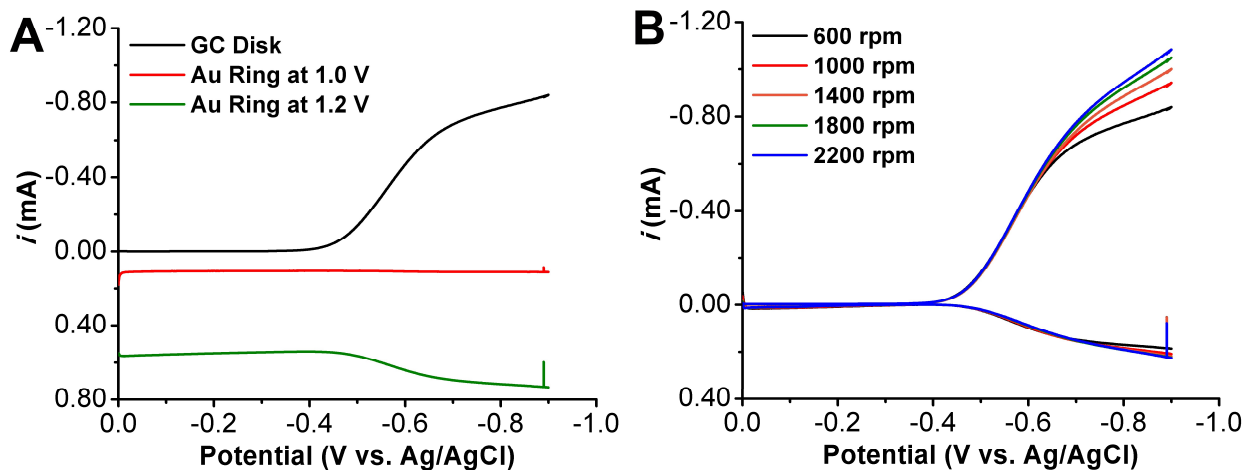 A
GC Disk
Au Ring at 1.0 V
Au Ring at 1.2 V
-1.20
-0.80
-0.40
0.00
0.40
0.80
i (mA)
0.0
-0.2
-0.4
-0.6
-0.8
-1.0
Potential (V vs. Ag/AgCl)
B
600 rpm
1000 rpm
1400 rpm
1800 rpm
2200 rpm
-1.20
-0.80
-0.40
0.00
0.40
i (mA)
0.0
-0.2
-0.4
-0.6
-0.8
-1.0
Potential (V vs. Ag/AgCl)